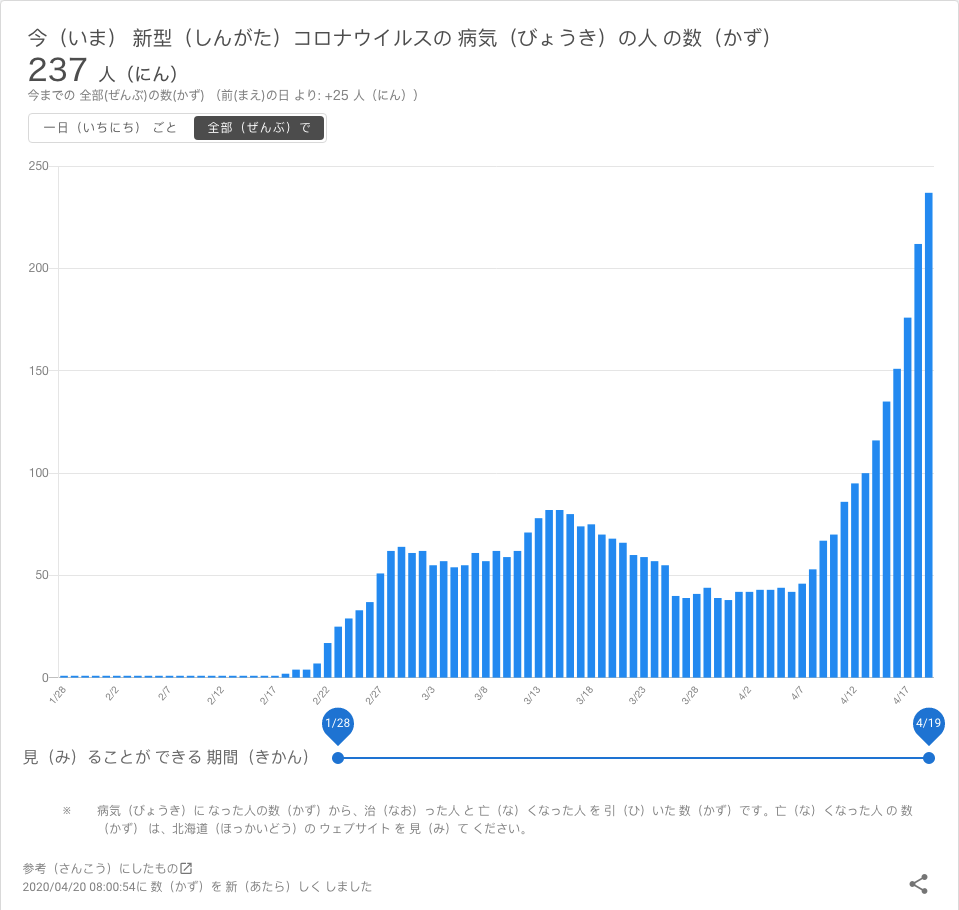 今（いま） 新型（しんがた）コロナウイルスの 病気（びょうき）の人 の数（かず）
237 人（にん）
今までの 全部(ぜんぶ)の数(かず) （前(まえ)の日 より: +25 人（にん））
一日（いちにち） ごと 全部（ぜんぶ）で
250
200
150
100
50
0
1/28 2/2 2/7 2/12 2/17 2/22 2/27 3/3 3/8 3/13 3/18 3/23 3/28 4/2 4/7 4/12 4/17
1/28 4/19
見（み）ることが できる 期間（きかん）
※ 病気（びょうき）に なった人の数（かず）から、治（なお）った人 と 亡（な）くなった人 を 引（ひ）いた 数（かず）です。亡（な）くなった人 の 数
（かず） は、北海道（ほっかいどう）の ウェブサイト を 見（み）て ください。
参考（さんこう）にしたもの
2020/04/20 08:00:54に 数（かず）を 新（あたら）しく しました